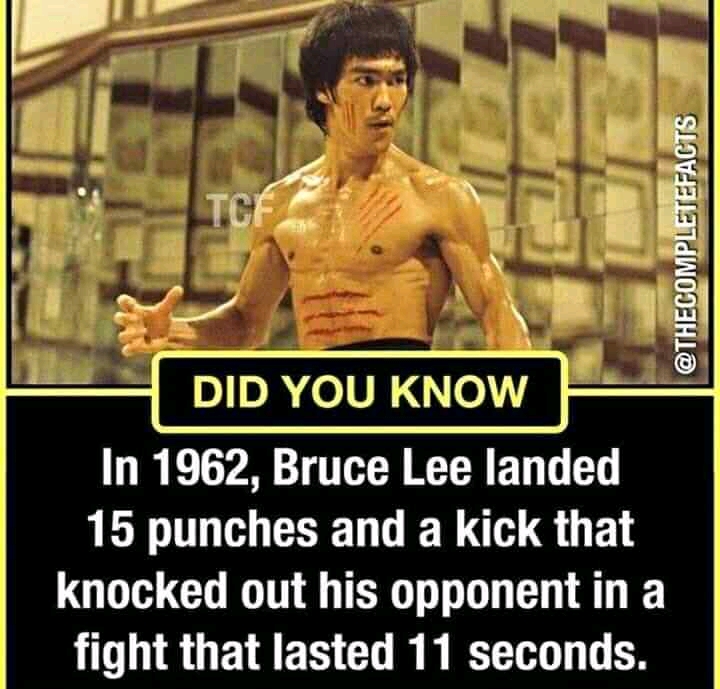 TCF
@THECOMPLETEFACTS
DID YOU KNOW
In 1962, Bruce Lee landed
15 punches and a kick that
knocked out his opponent in a
fight that lasted 11 seconds.